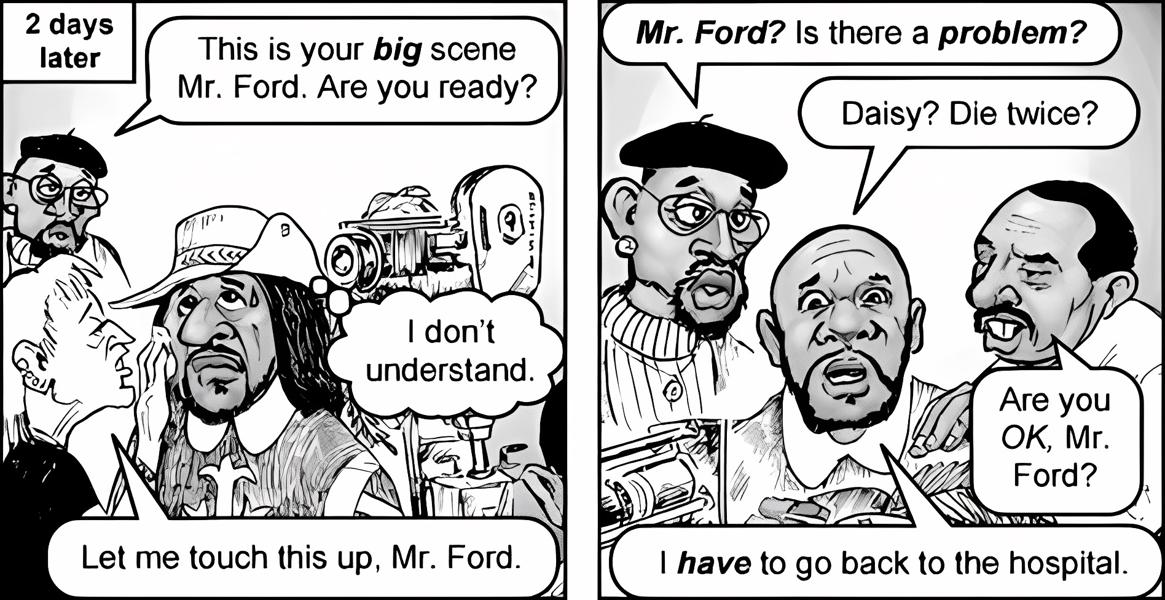 2 days
later
This is your big scene
Mr. Ford. Are you ready?
I don't
understand.
Let me touch this up, Mr. Ford.
Mr. Ford? Is there a problem?
Daisy? Die twice?
Are you
OK, Mr.
Ford?
I have to go back to the hospital.